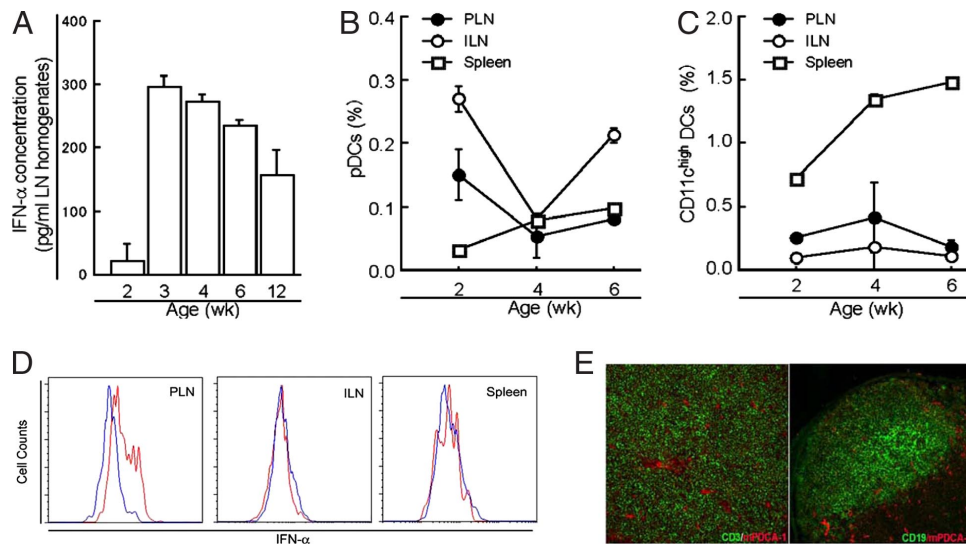 A
IFN-α concentration
(pg/ml LN homogenates)
400
300
200
100
0
2 3 4 6 12
Age (wk)
B
PLN
ILN
Spleen
pDCs (%)
0.4
0.3
0.2
0.1
0.0
2 4 6
Age (wk)
C
PLN
ILN
Spleen
CD11c^high DCs (%)
2.0
1.5
1.0
0.5
0.0
2 4 6
Age (wk)
D
Cell Counts
PLN
ILN
Spleen
IFN-α
E
CD3/mPDCA-1
CD19/mPDCA-